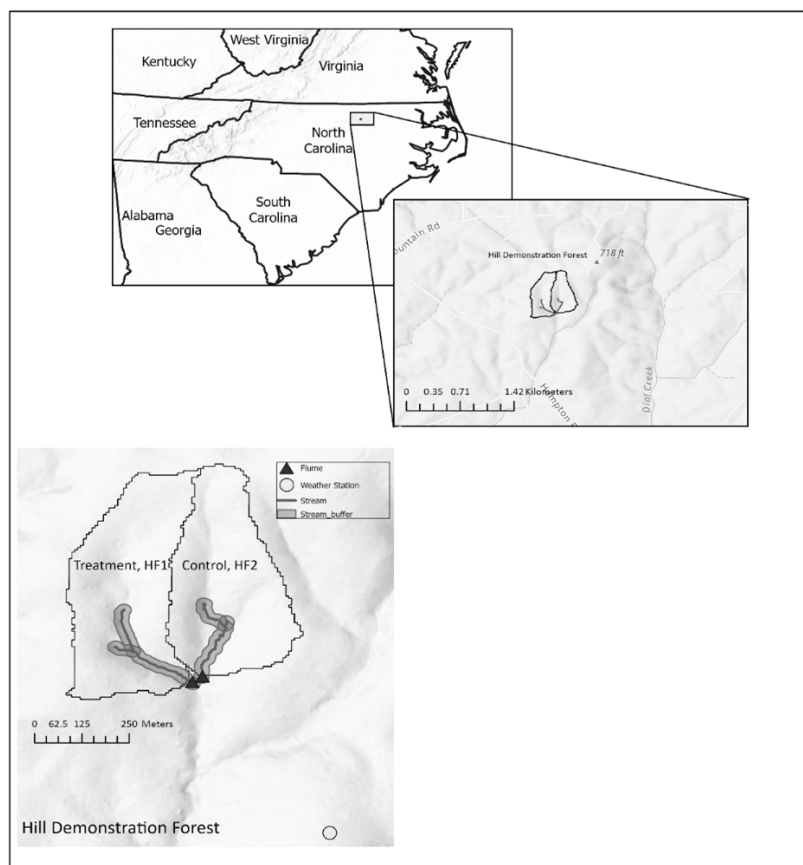 West Virginia
Kentucky
Virginia
Tennessee
North
Carolina
South
Carolina
Alabama
Georgia
ountain Rd
Hill Demonstration Forest
718 ft
0 0.35 0.71 1.42 Kilometers
Hampton
Dial Creek
Flume
Weather Station
Stream
Stream_buffer
Treatment, HF1
Control, HF2
0 62.5 125 250 Meters
Hill Demonstration Forest